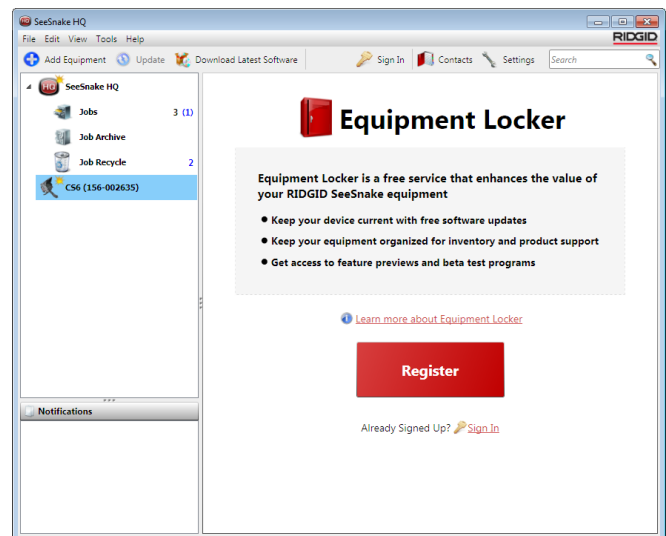 SeeSnake HQ
File Edit View Tools Help
RIDGID
Add Equipment Update Download Latest Software Sign In Contacts Settings Search
HQ SeeSnake HQ
Jobs 3 (1)
Job Archive
Job Recycle 2
CS6 (156-002635)
Notifications
Equipment Locker
Equipment Locker is a free service that enhances the value of
your RIDGID SeeSnake equipment
● Keep your device current with free software updates
● Keep your equipment organized for inventory and product support
● Get access to feature previews and beta test programs
Learn more about Equipment Locker
Register
Already Signed Up? Sign In